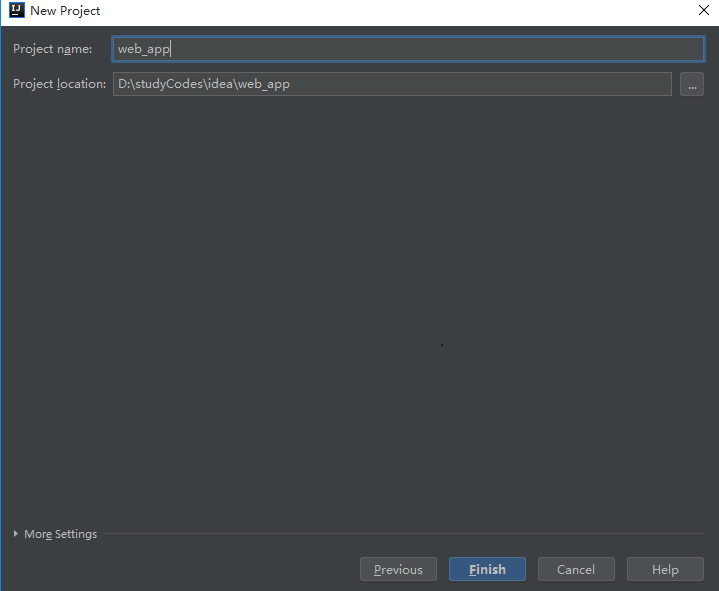 IJ New Project
Project name: web_app
Project location: D:\studyCodes\idea\web_app ...
More Settings
Previous Finish Cancel Help